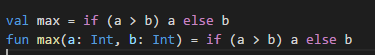 val max = if (a > b) a else b
fun max(a: Int, b: Int) = if (a > b) a else b